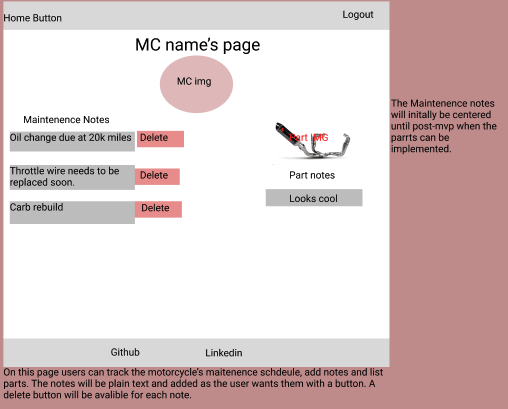 Home Button
Logout
MC name's page
MC img
Maintenence Notes
Oil change due at 20k miles
Delete
Throttle wire needs to be
replaced soon.
Delete
Carb rebuild
Delete
Part IMG
Part notes
Looks cool
The Maintenence notes
will initally be centered
until post-mvp when the
parrts can be
implemented.
Github
Linkedin
On this page users can track the motorcycle's maitenence schdeule, add notes and list
parts. The notes will be plain text and added as the user wants them with a button. A
delete button will be avalible for each note.